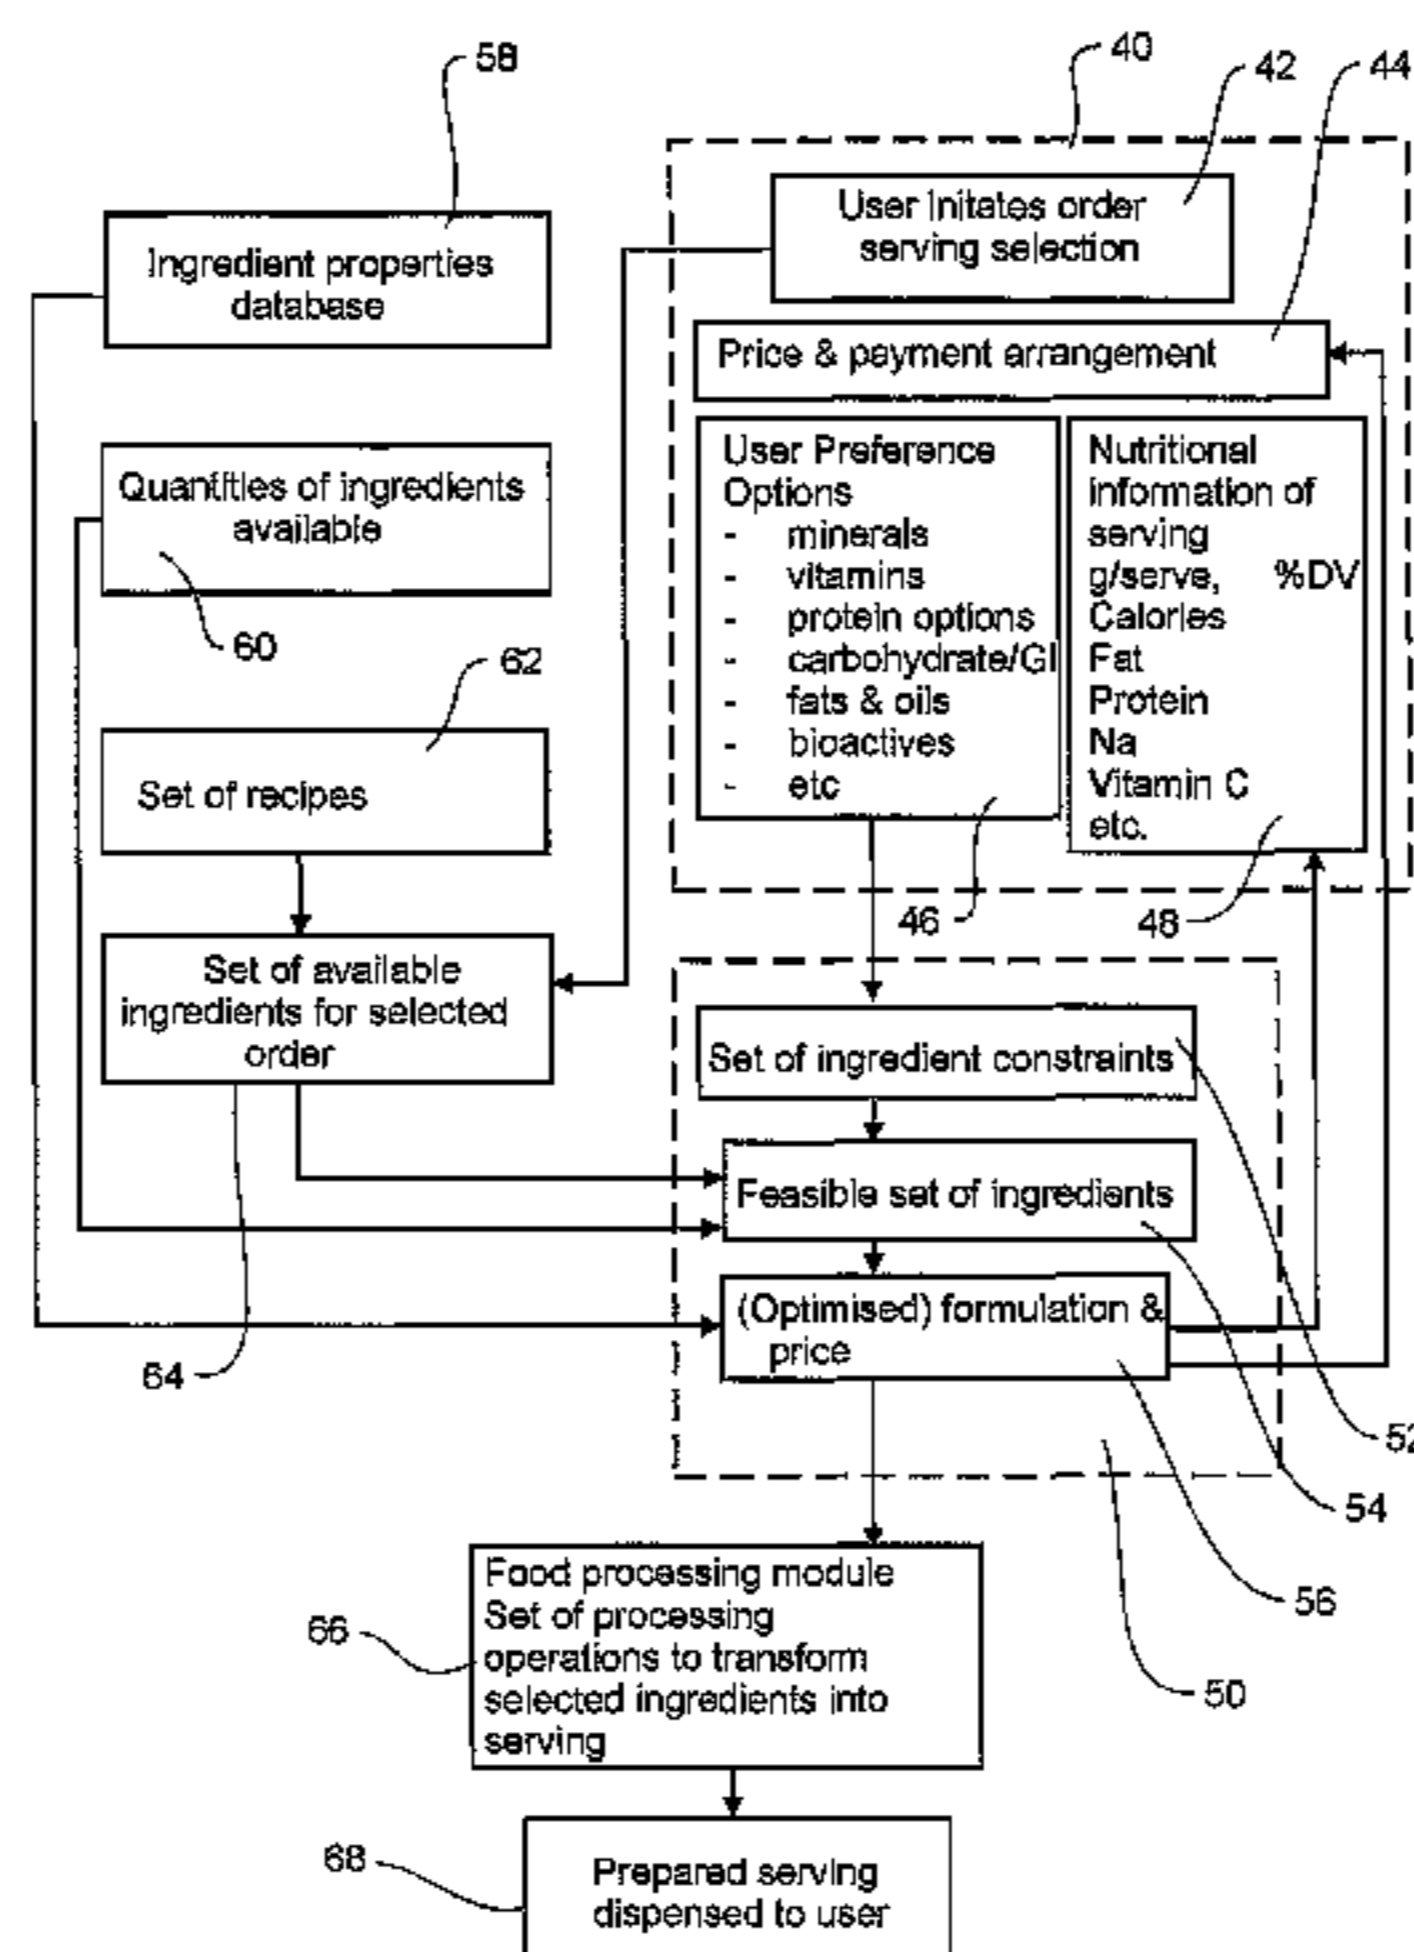 58
40
42
44
User initates order
serving selection
Ingredient properties
database
Price & payment arrangement
Quantities of ingredients
available
60
User Preference
Options
- minerals
- vitamins
- protein options
- carbohydrate/GI
- fats & oils
- bioactives
- etc
Nutritional
information of
serving
g/serve, %DV
Calories
Fat
Protein
Na
Vitamin C
etc.
62
Set of recipes
46
48
Set of available
ingredients for selected
order
Set of ingredient constraints
Feasible set of ingredients
(Optimised) formulation &
price
64
52
54
56
50
Food processing module
Set of processing
operations to transform
selected ingredients into
serving
66
68
Prepared serving
dispensed to user